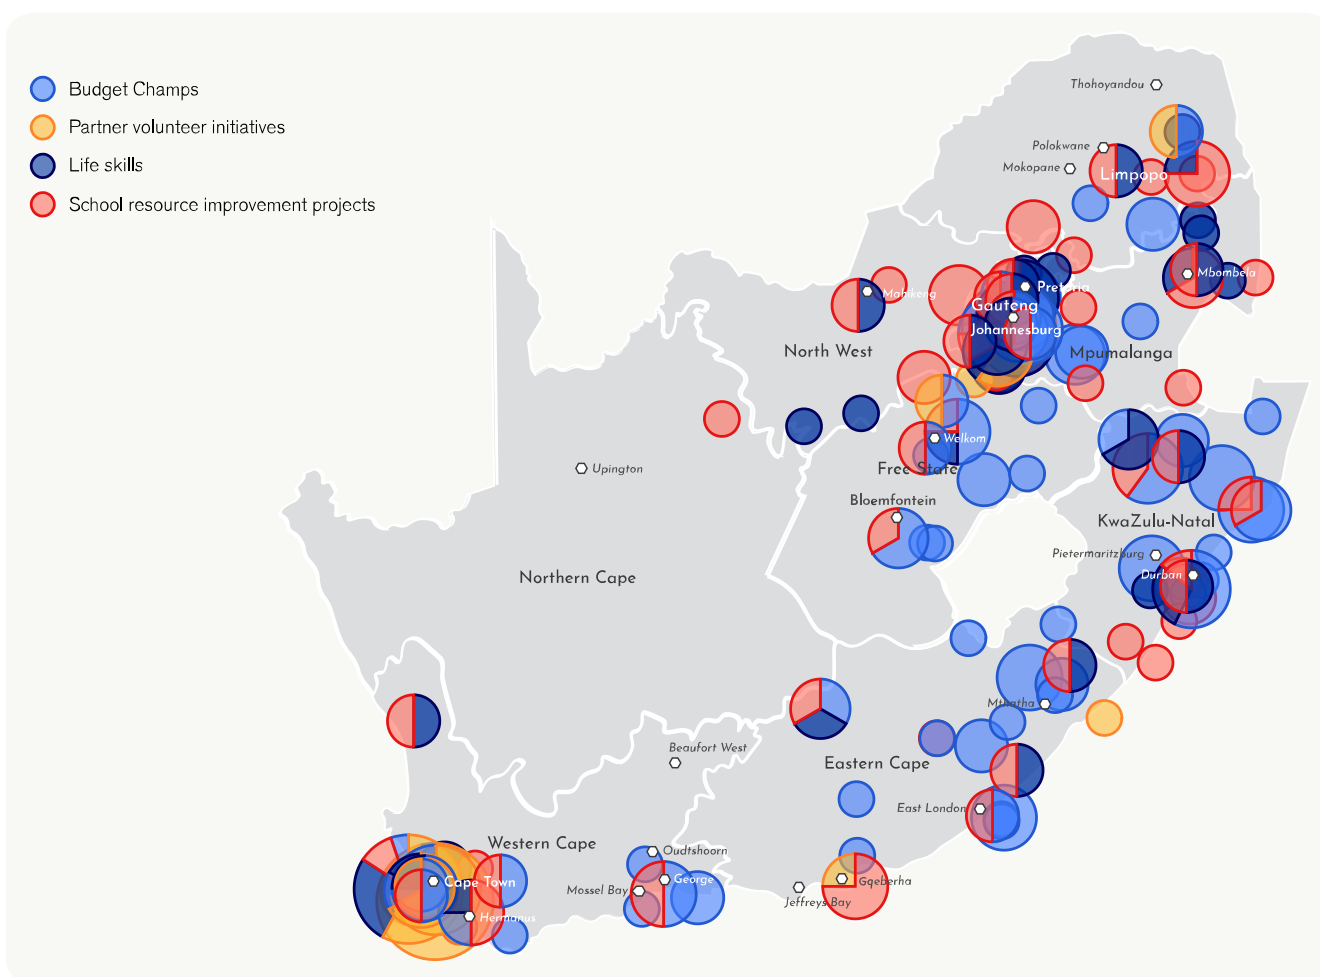 Budget Champs
Partner volunteer initiatives
Life skills
School resource improvement projects
Thohoyandou
Polokwane
Mokopane
Limpopo
Mbombela
Mahikeng
Pretoria
Gauteng
Johannesburg
North West
Mpumalanga
Upington
Welkom
Free State
Bloemfontein
KwaZulu-Natal
Pietermaritzburg
Durban
Northern Cape
Mthatha
Beaufort West
Eastern Cape
East London
Western Cape
Oudtshoorn
Cape Town
George
Mossel Bay
Gqeberha
Jeffreys Bay
Hermanus